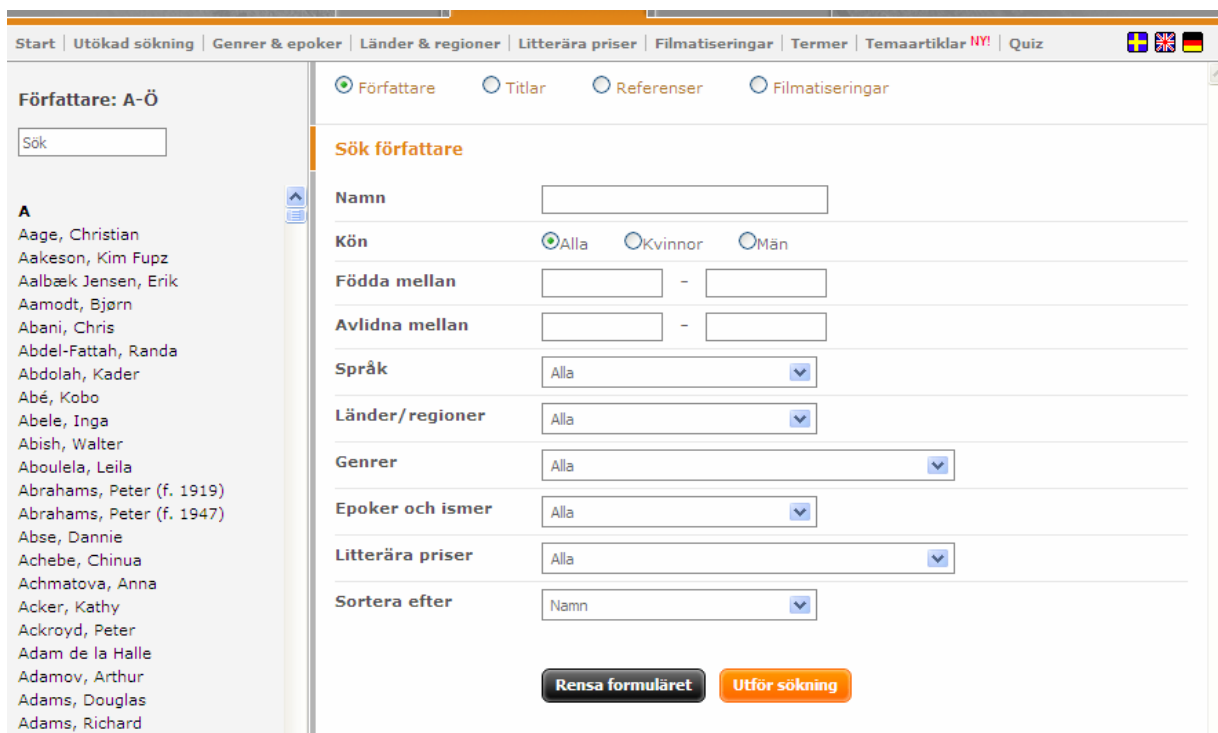 Start | Utökad sökning | Genrer & epoker | Länder & regioner | Litterära priser | Filmatiseringar | Termer | Temaartiklar NY! | Quiz
Författare: A-Ö
Sök
A
Aage, Christian
Aakeson, Kim Fupz
Aalbæk Jensen, Erik
Aamodt, Bjørn
Abani, Chris
Abdel-Fattah, Randa
Abdolah, Kader
Abé, Kobo
Abele, Inga
Abish, Walter
Aboulela, Leila
Abrahams, Peter (f. 1919)
Abrahams, Peter (f. 1947)
Abse, Dannie
Achebe, Chinua
Achmatova, Anna
Acker, Kathy
Ackroyd, Peter
Adam de la Halle
Adamov, Arthur
Adams, Douglas
Adams, Richard
Författare Titlar Referenser Filmatiseringar
Sök författare
Namn
Kön Alla Kvinnor Män
Födda mellan -
Avlidna mellan -
Språk Alla
Länder/regioner Alla
Genrer Alla
Epoker och ismer Alla
Litterära priser Alla
Sortera efter Namn
Rensa formuläret Utför sökning